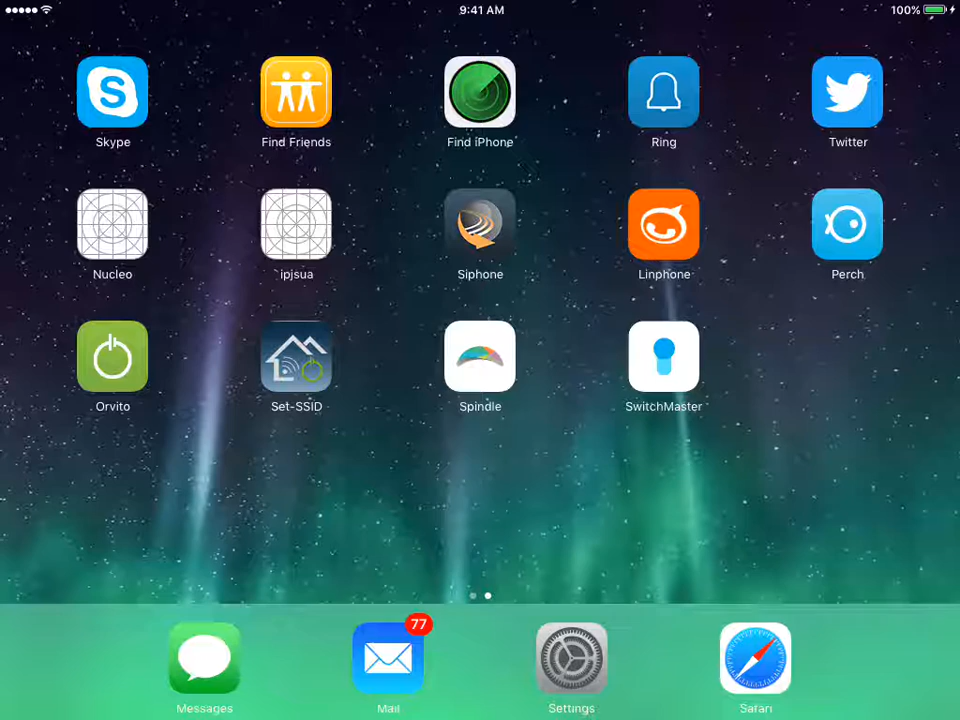 9:41 AM 100%
Skype Find Friends Find iPhone Ring Twitter
Nucleo ipjsua Siphone Linphone Perch
Orvito Set-SSID Spindle SwitchMaster
77
Messages Mail Settings Safari